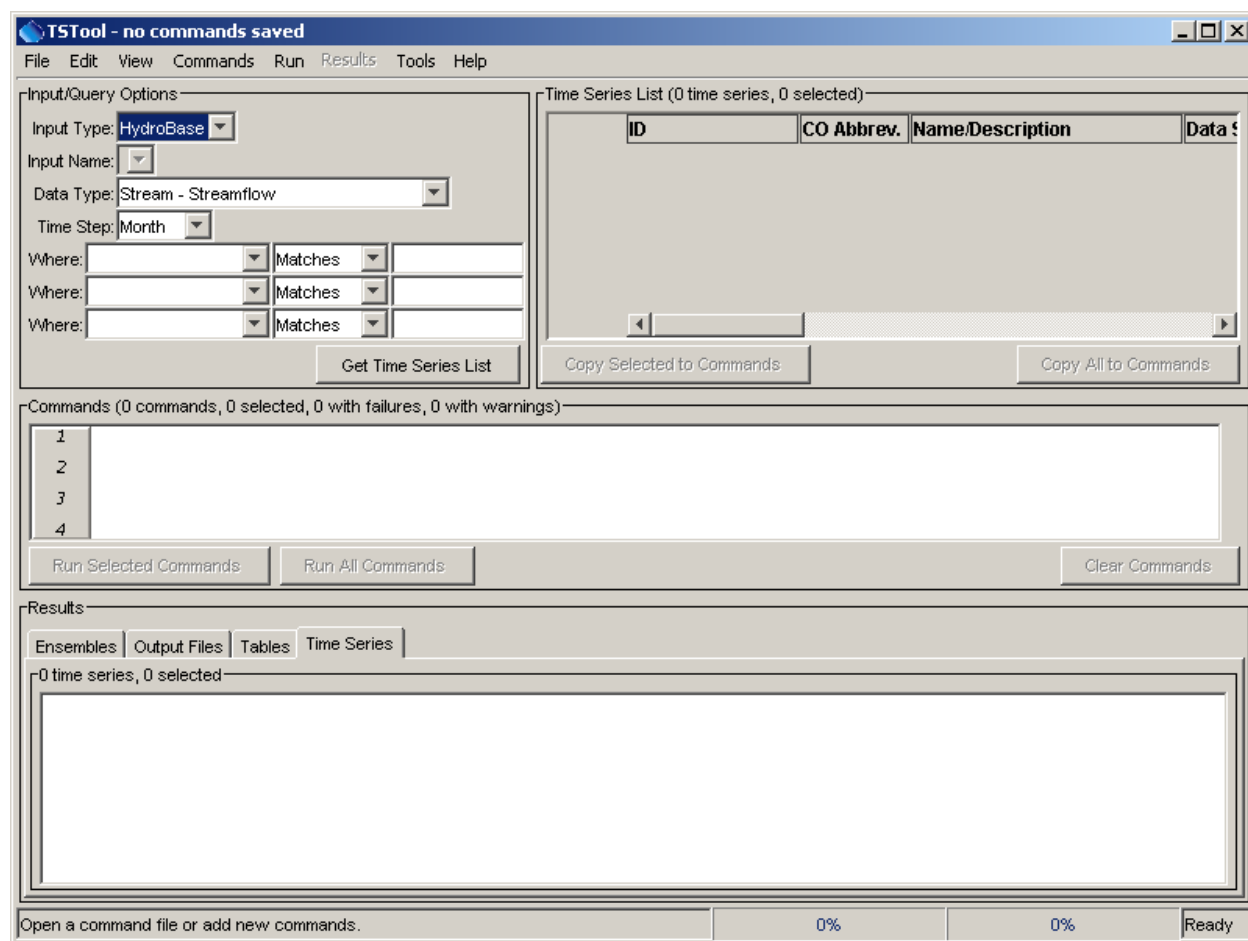 TSTool - no commands saved
File Edit View Commands Run Results Tools Help
Input/Query Options
Input Type: HydroBase
Input Name:
Data Type: Stream - Streamflow
Time Step: Month
Where: Matches
Where: Matches
Where: Matches
Get Time Series List
Time Series List (0 time series, 0 selected)
ID CO Abbrev. Name/Description Data
Copy Selected to Commands Copy All to Commands
Commands (0 commands, 0 selected, 0 with failures, 0 with warnings)
1
2
3
4
Run Selected Commands Run All Commands Clear Commands
Results
Ensembles Output Files Tables Time Series
0 time series, 0 selected
Open a command file or add new commands. 0% 0% Ready